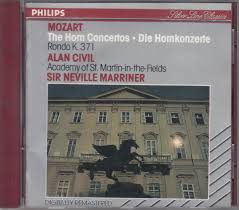 PHILIPS
Silver Line Classics
MOZART
The Horn Concertos • Die Hornkonzerte
Rondo K. 371
ALAN CIVIL
Academy of St. Martin-in-the-Fields
SIR NEVILLE MARRINER
DIGITALLY REMASTERED